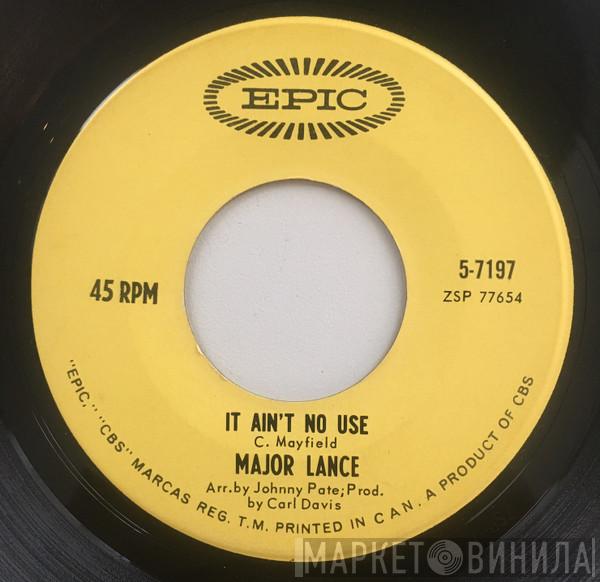 EPIC
45 RPM
5-7197
ZSP 77654
IT AIN'T NO USE
C. Mayfield
MAJOR LANCE
Arr. by Johnny Pate; Prod.
by Carl Davis
"EPIC," "CBS" MARCAS REG. T.M. PRINTED IN CAN. A PRODUCT OF CBS
МАРКЕТ ВИНИЛА